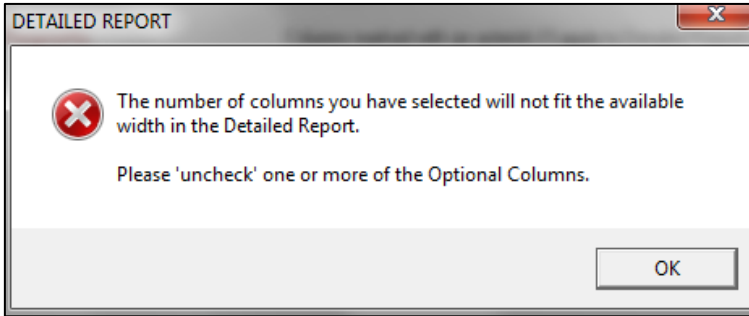 DETAILED REPORT
The number of columns you have selected will not fit the available
width in the Detailed Report.
Please 'uncheck' one or more of the Optional Columns.
OK